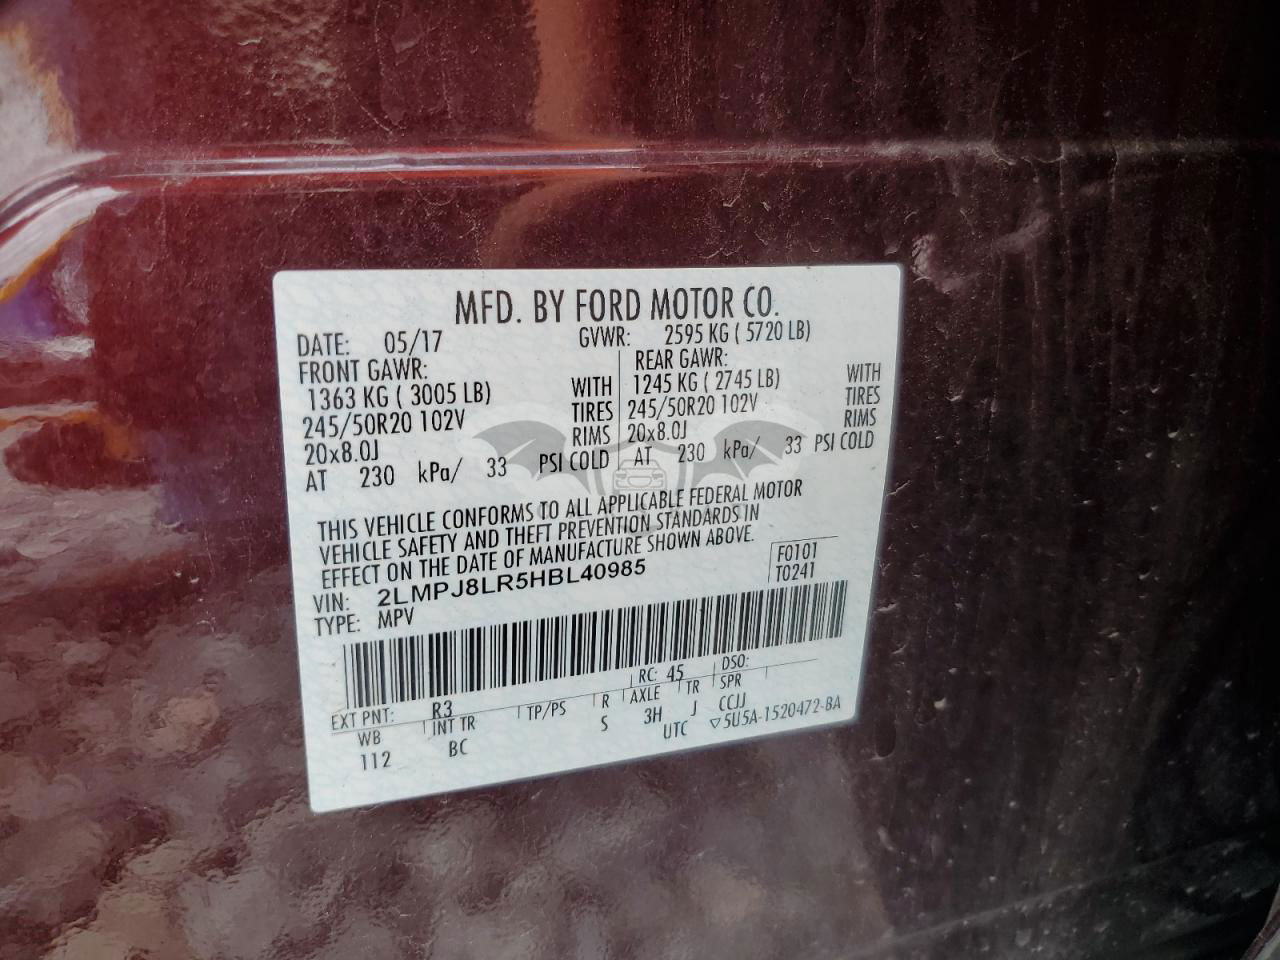 MFD. BY FORD MOTOR CO.
DATE: 05/17 GVWR: 2595 KG ( 5720 LB)
FRONT GAWR: REAR GAWR:
1363 KG ( 3005 LB) WITH 1245 KG ( 2745 LB) WITH
245/50R20 102V TIRES 245/50R20 102V TIRES
20x8.0J RIMS 20x8.0J RIMS
AT 230 kPa/ 33 PSI COLD AT 230 kPa/ 33 PSI COLD
THIS VEHICLE CONFORMS TO ALL APPLICABLE FEDERAL MOTOR
VEHICLE SAFETY AND THEFT PREVENTION STANDARDS IN
EFFECT ON THE DATE OF MANUFACTURE SHOWN ABOVE.
F0101
VIN: 2LMPJ8LR5HBL40985 T0241
TYPE: MPV
EXT PNT: R3 RC: 45 DSO:
WB INT TR TP/PS R AXLE TR SPR
112 BC S 3H J CCJJ
UTC ▽5U5A-1520472-BA